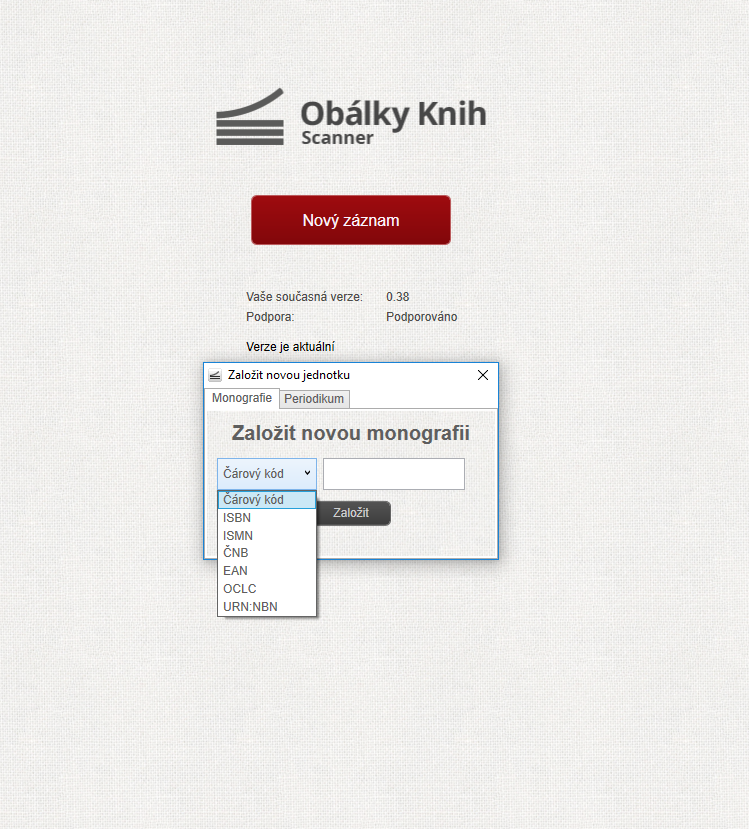 Obálky Knih
Scanner
Nový záznam
Vaše současná verze: 0.38
Podpora: Podporováno
Verze je aktuální
Založit novou jednotku
Monografie Periodikum
Založit novou monografii
Čárový kód
Čárový kód
Založit
ISBN
ISMN
ČNB
EAN
OCLC
URN:NBN